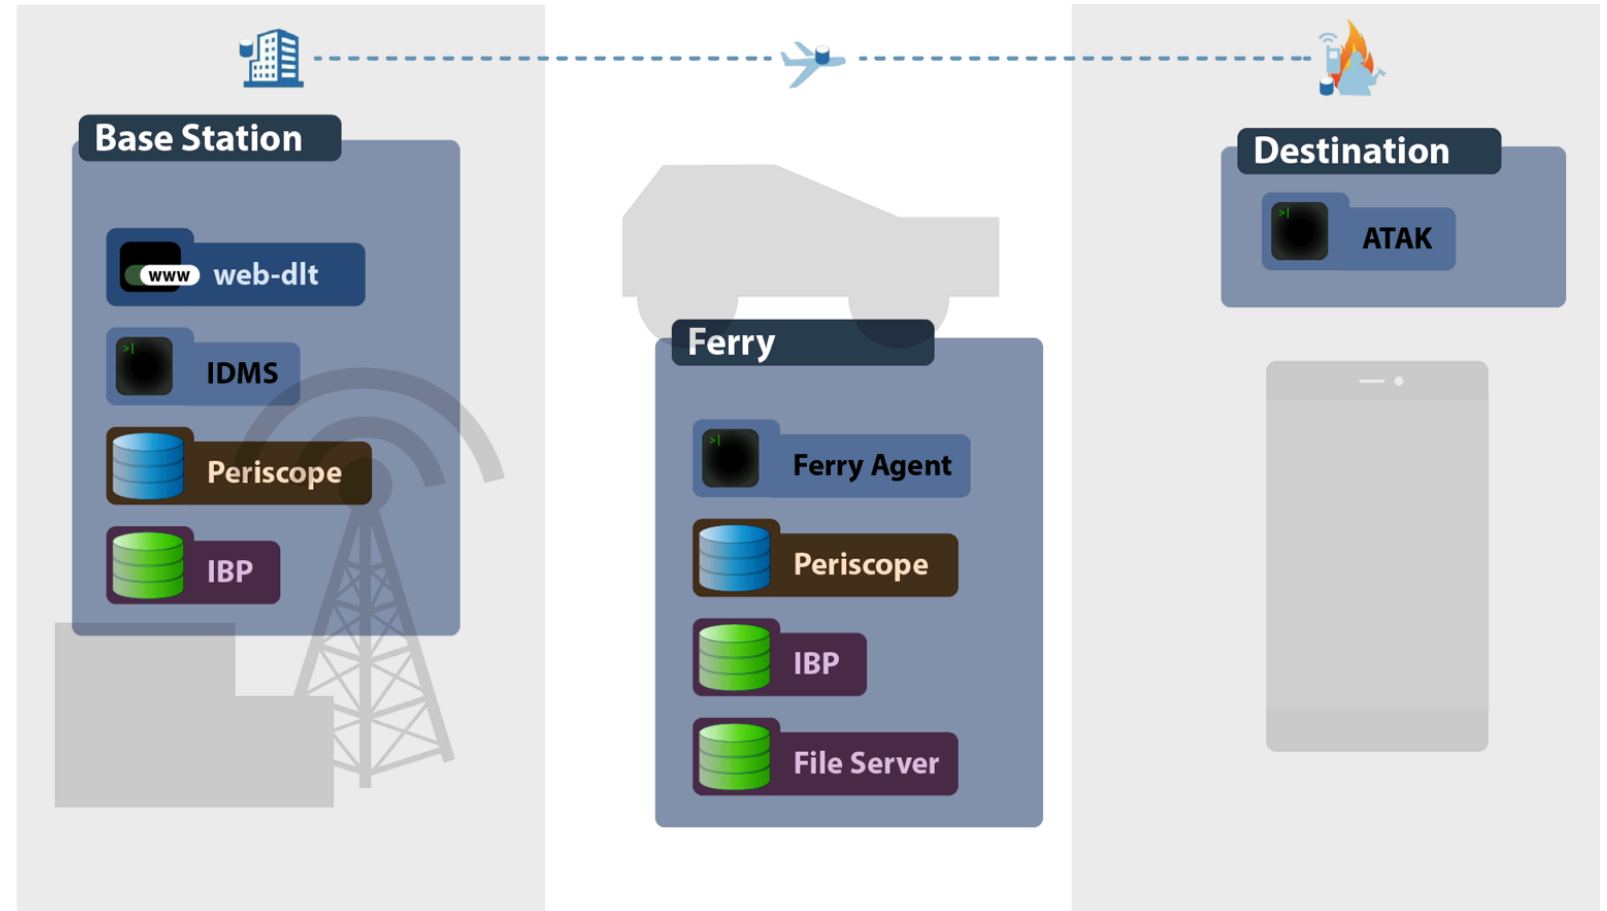 Base Station
www
web-dlt
>|
IDMS
Periscope
IBP
Ferry
>|
Ferry Agent
Periscope
IBP
File Server
Destination
>|
ATAK